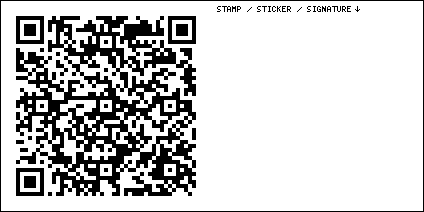 STAMP / STICKER / SIGNATURE ↓